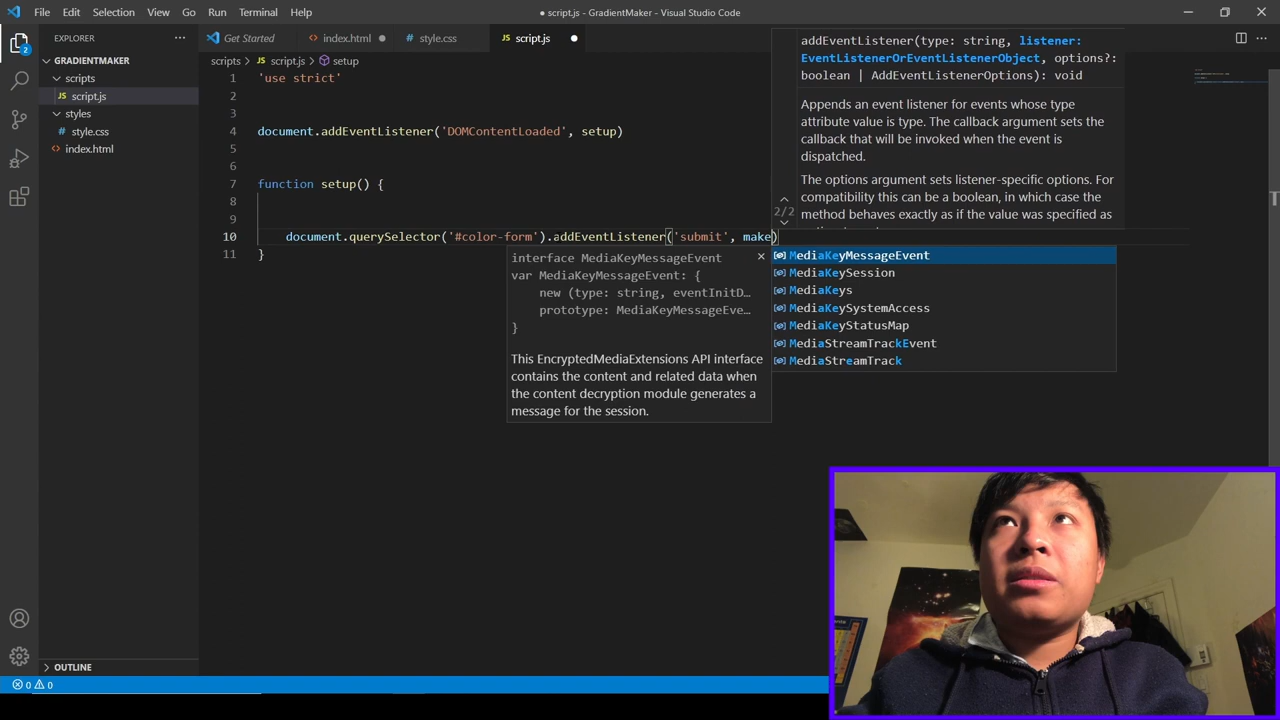 File Edit Selection View Go Run Terminal Help
● script.js - GradientMaker - Visual Studio Code
EXPLORER
Get Started
index.html
style.css
JS script.js
2
GRADIENTMAKER
scripts
JS script.js
styles
# style.css
<> index.html
OUTLINE
scripts > JS script.js > setup
1 'use strict'
2
3
4 document.addEventListener('DOMContentLoaded', setup)
5
6
7 function setup() {
8
9
10 document.querySelector('#color-form').addEventListener('submit', make)
11 }
addEventListener(type: string, listener:
EventListenerOrEventListenerObject, options?:
boolean | AddEventListenerOptions): void
Appends an event listener for events whose type
attribute value is type. The callback argument sets the
callback that will be invoked when the event is
dispatched.
The options argument sets listener-specific options. For
compatibility this can be a boolean, in which case the
method behaves exactly as if the value was specified as
2/2
interface MediaKeyMessageEvent
var MediaKeyMessageEvent: {
new (type: string, eventInitD…
prototype: MediaKeyMessageEve…
}
This EncryptedMediaExtensions API interface
contains the content and related data when
the content decryption module generates a
message for the session.
MediaKeyMessageEvent
MediaKeySession
MediaKeys
MediaKeySystemAccess
MediaKeyStatusMap
MediaStreamTrackEvent
MediaStreamTrack
0 0